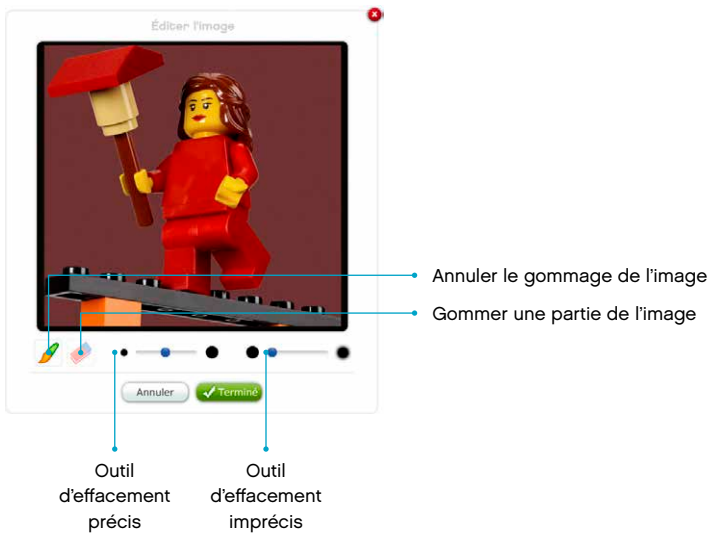 Éditer l'image
Annuler le gommage de l'image
Gommer une partie de l'image
Annuler
Terminé
Outil
d'effacement
précis
Outil
d'effacement
imprécis